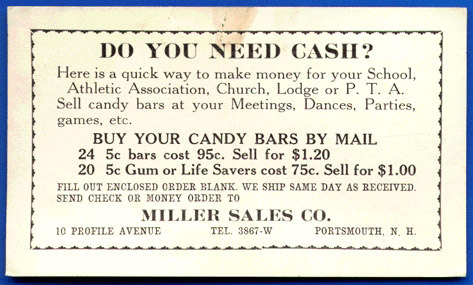 DO YOU NEED CASH?
Here is a quick way to make money for your School,
Athletic Association, Church, Lodge or P. T. A.
Sell candy bars at your Meetings, Dances, Parties,
games, etc.
BUY YOUR CANDY BARS BY MAIL
24 5c bars cost 95c. Sell for $1.20
20 5c Gum or Life Savers cost 75c. Sell for $1.00
FILL OUT ENCLOSED ORDER BLANK. WE SHIP SAME DAY AS RECEIVED.
SEND CHECK OR MONEY ORDER TO
MILLER SALES CO.
10 PROFILE AVENUE TEL. 3867-W PORTSMOUTH, N. H.